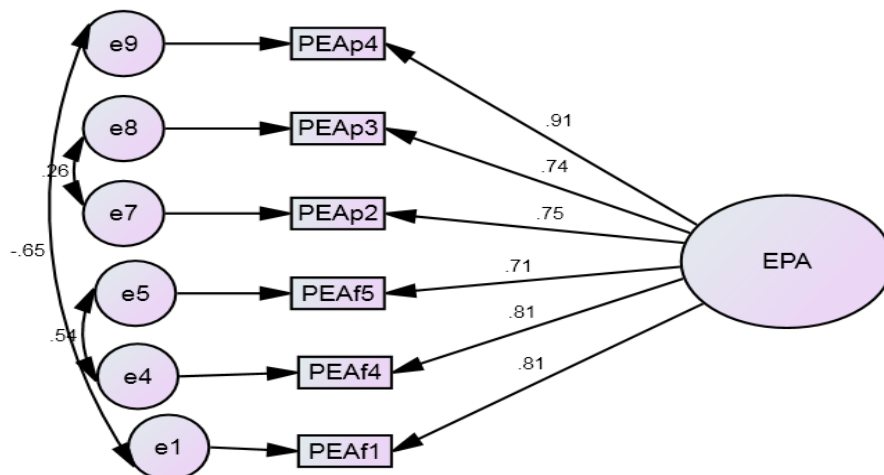 e9 PEAp4
.91
e8 PEAp3
.74
.26
e7 PEAp2
.75
-.65
EPA
.71
e5 PEAf5
.81
.54
e4 PEAf4
.81
e1 PEAf1